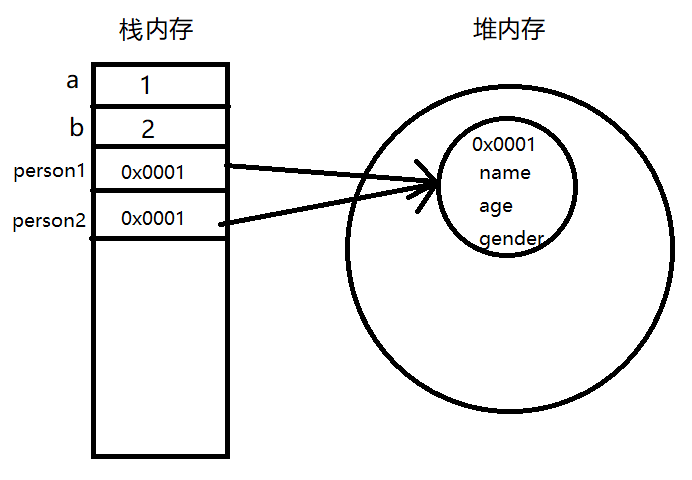 栈内存
堆内存
a
1
b
2
person1
0x0001
person2
0x0001
0x0001
name
age
gender